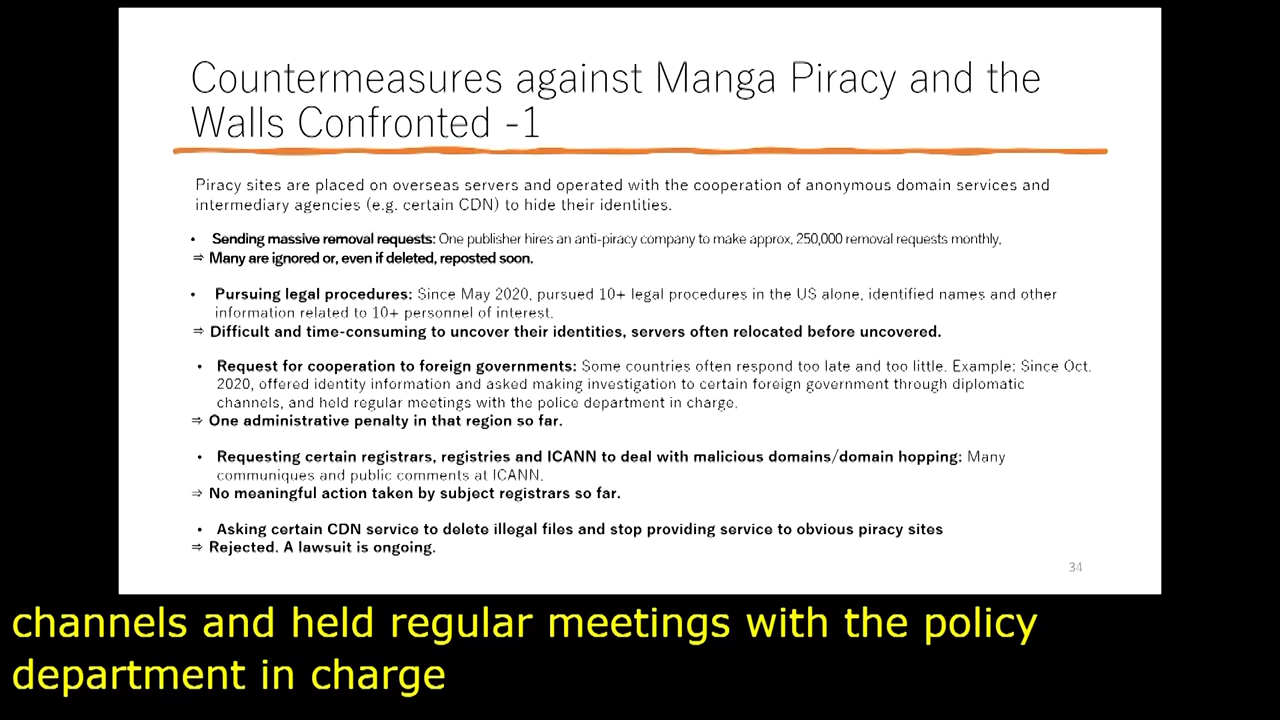 Countermeasures against Manga Piracy and the
Walls Confronted -1
Piracy sites are placed on overseas servers and operated with the cooperation of anonymous domain services and
intermediary agencies (e.g. certain CDN) to hide their identities.
• Sending massive removal requests: One publisher hires an anti-piracy company to make approx, 250,000 removal requests monthly,
⇒ Many are ignored or, even if deleted, reposted soon.
• Pursuing legal procedures: Since May 2020, pursued 10+ legal procedures in the US alone, identified names and other
information related to 10+ personnel of interest.
⇒ Difficult and time-consuming to uncover their identities, servers often relocated before uncovered.
• Request for cooperation to foreign governments: Some countries often respond too late and too little. Example: Since Oct.
2020, offered identity information and asked making investigation to certain foreign government through diplomatic
channels, and held regular meetings with the police department in charge.
⇒ One administrative penalty in that region so far.
• Requesting certain registrars, registries and ICANN to deal with malicious domains/domain hopping: Many
communiques and public comments at ICANN.
⇒ No meaningful action taken by subject registrars so far.
• Asking certain CDN service to delete illegal files and stop providing service to obvious piracy sites
⇒ Rejected. A lawsuit is ongoing.
34
channels and held regular meetings with the policy
department in charge